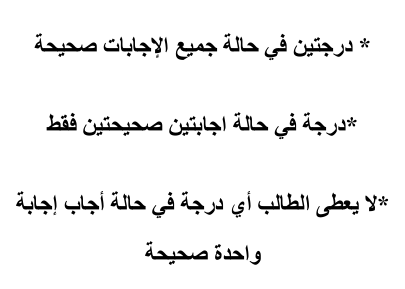 * درجتين في حالة جميع الإجابات صحيحة
*درجة في حالة اجابتين صحيحتين فقط
*لا يعطى الطالب أي درجة في حالة أجاب إجابة
واحدة صحيحة